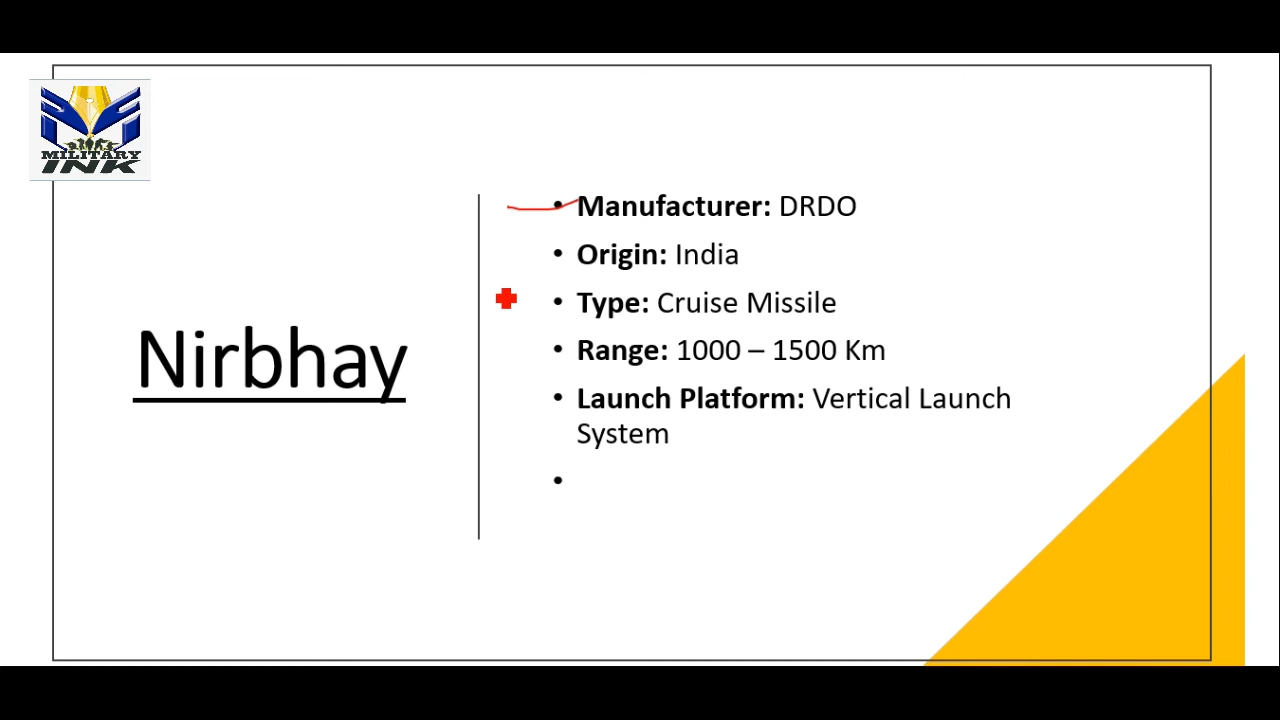 MILITARY
INK
Nirbhay
• Manufacturer: DRDO
• Origin: India
• Type: Cruise Missile
• Range: 1000 – 1500 Km
• Launch Platform: Vertical Launch
System
•